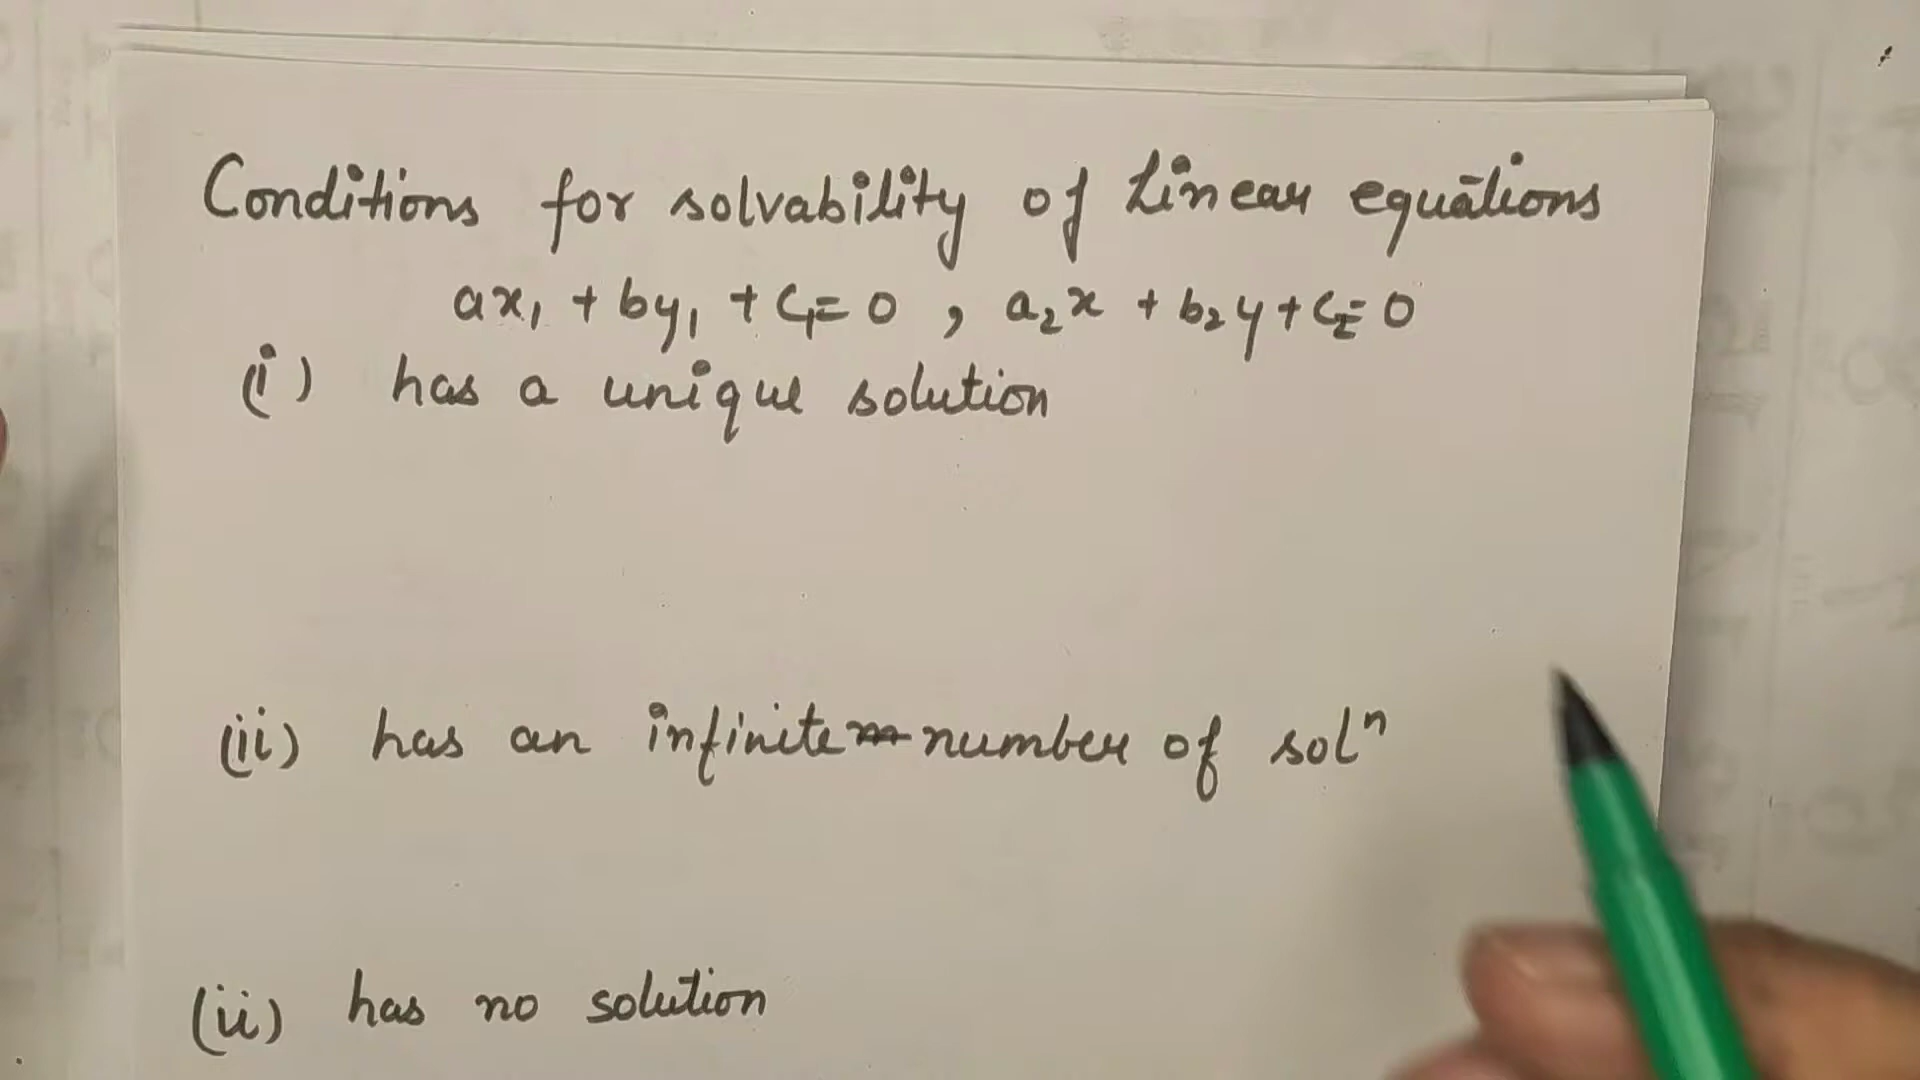 Conditions for solvability of Linear equations
ax₁ + by₁ + c₁=0 , a₂x + b₂y+c₂=0
(i) has a unique solution
(ii) has an infinite number of solⁿ
(ii) has no solution